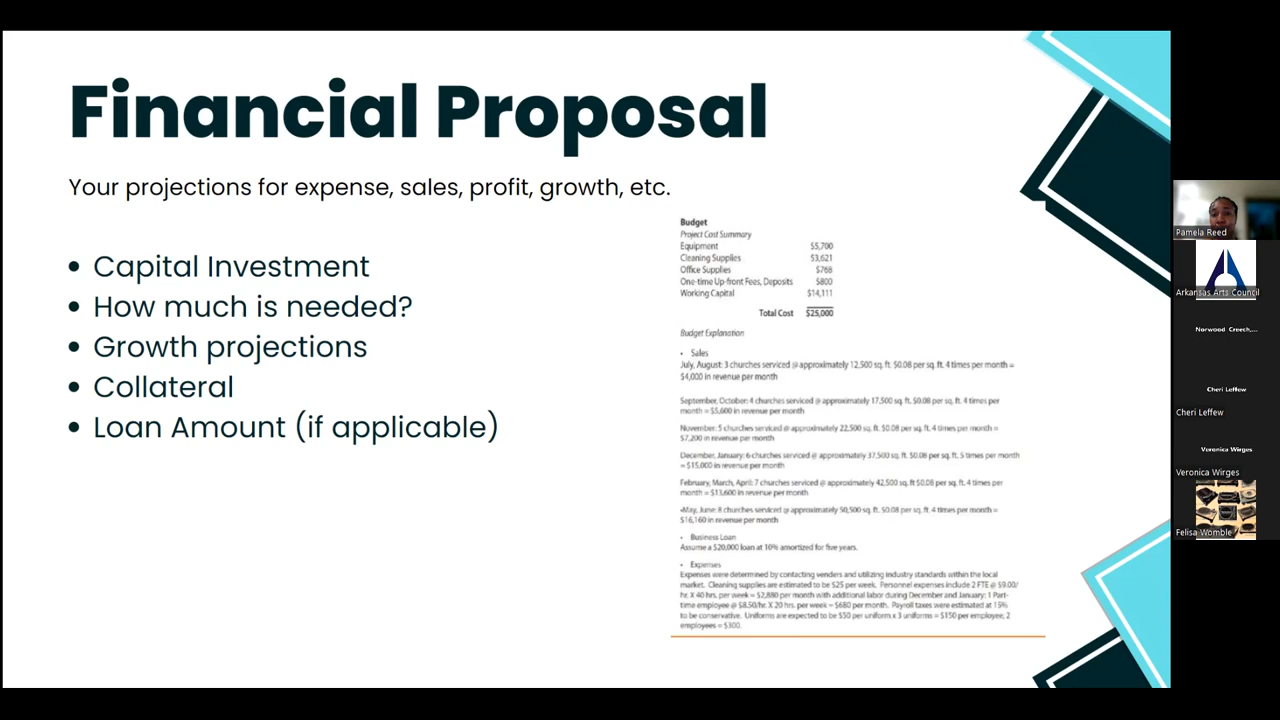 Financial Proposal
Your projections for expense, sales, profit, growth, etc.
• Capital Investment
• How much is needed?
• Growth projections
• Collateral
• Loan Amount (if applicable)
Budget
Project Cost Summary
Equipment $5,700
Cleaning Supplies $3,621
Office Supplies $768
One-time Up-front Fees, Deposits $800
Working Capital $14,111
Total Cost $25,000
Budget Explanation
• Sales
July, August: 3 churches serviced @ approximately 12,500 sq. ft. $0.08 per sq. ft. 4 times per month =
$4,000 in revenue per month
September, October: 4 churches serviced @ approximately 17,500 sq. ft. $0.08 per sq. ft. 4 times per
month = $5,600 in revenue per month
November: 5 churches serviced @ approximately 22,500 sq. ft. $0.08 per sq. ft. 4 times per month =
$7,200 in revenue per month
December, January: 6 churches serviced @ approximately 37,500 sq. ft. $0.08 per sq. ft. 5 times per month
= $15,000 in revenue per month
February, March, April: 7 churches serviced @ approximately 42,500 sq. ft $0.08 per sq. ft. 4 times per
month = $13,600 in revenue per month
•May, June: 8 churches serviced @ approximately 50,500 sq. ft. $0.08 per sq. ft. 4 times per month =
$16,160 in revenue per month
• Business Loan
Assume a $20,000 loan at 10% amortized for five years.
• Expenses
Expenses were determined by contacting venders and utilizing industry standards within the local
market. Cleaning supplies are estimated to be $25 per week. Personnel expenses include 2 FTE @ $9.00/
hr. X 40 hrs. per week = $2,880 per month with additional labor during December and January: 1 Part-
time employee @ $8.50/hr. X 20 hrs. per week = $680 per month. Payroll taxes were estimated at 15%
to be conservative. Uniforms are expected to be $50 per uniform x 3 uniforms = $150 per employee, 2
employees = $300.
Pamela Reed
Arkansas Arts Council
Norwood Creech,...
Cheri Leffew
Cheri Leffew
Veronica Wirges
Veronica Wirges
Felisa Womble